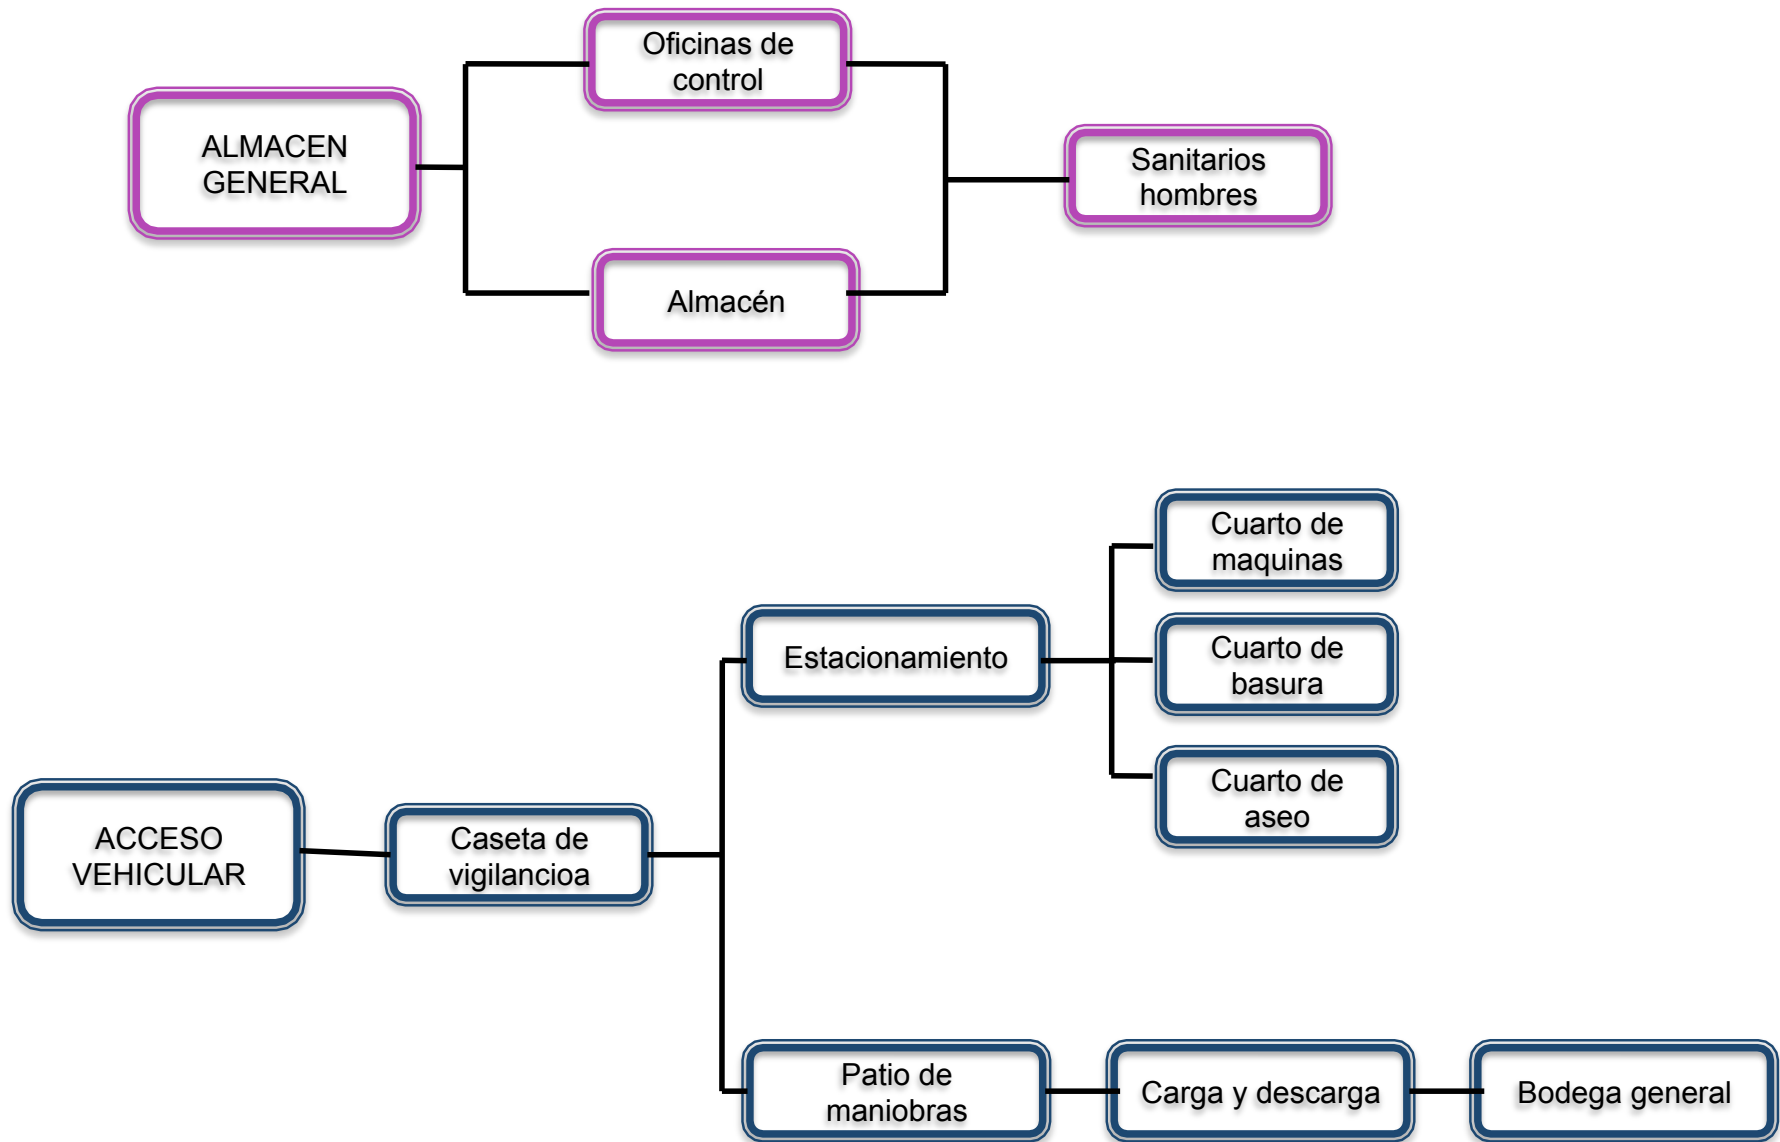 Oficinas de
control
ALMACEN
GENERAL
Sanitarios
hombres
Almacén
Cuarto de
maquinas
Estacionamiento
Cuarto de
basura
Cuarto de
aseo
ACCESO
VEHICULAR
Caseta de
vigilancioa
Patio de
maniobras
Carga y descarga
Bodega general